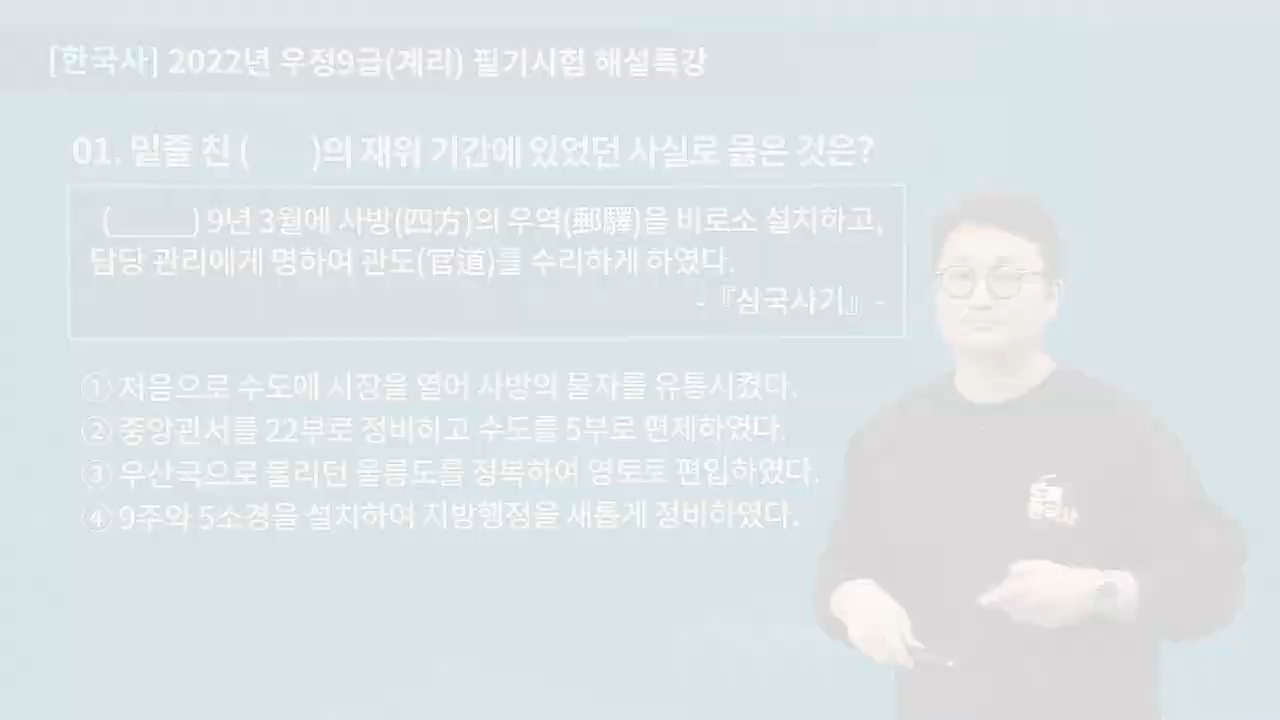 [한국사] 2022년 우정9급(계리) 필기시험 해설특강
01. 밑줄 친 ( )의 재위 기간에 있었던 사실로 옳은 것은?
(______) 9년 3월에 사방(四方)의 우역(郵驛)을 비로소 설치하고,
담당 관리에게 명하여 관도(官道)를 수리하게 하였다.
-『삼국사기』-
① 처음으로 수도에 시장을 열어 사방의 물자를 유통시켰다.
② 중앙관서를 22부로 정비하고 수도를 5부로 편제하였다.
③ 우산국으로 불리던 울릉도를 정복하여 영토로 편입하였다.
④ 9주와 5소경을 설치하여 지방행정을 새롭게 정비하였다.